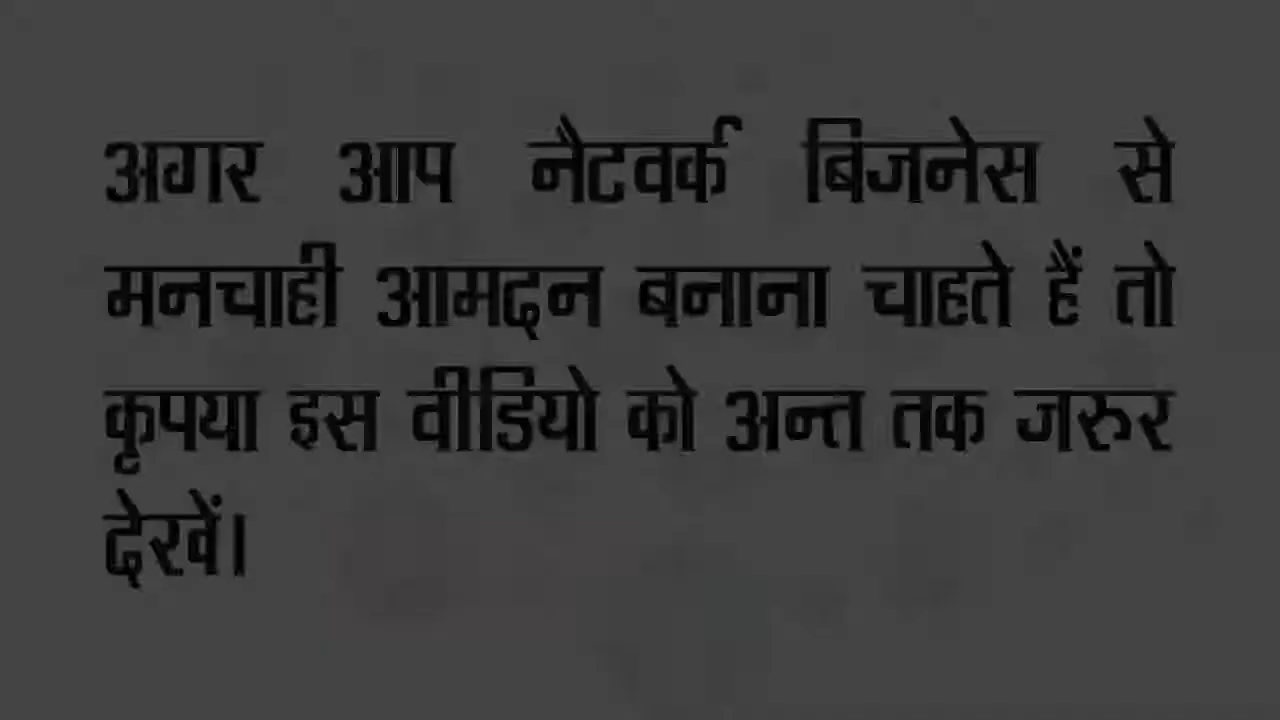 अगर आप नैटवर्क बिजनेस से
मनचाही आमदन बनाना चाहते हैं तो
कृपया इस वीडियो को अन्त तक जरुर
देखें।